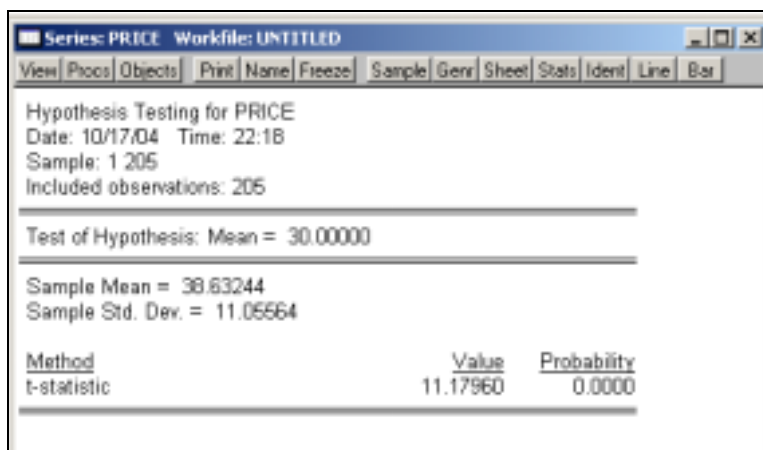 Series: PRICE Workfile: UNTITLED
View Procs Objects Print Name Freeze Sample Genr Sheet Stats Ident Line Bar
Hypothesis Testing for PRICE
Date: 10/17/04 Time: 22:18
Sample: 1 205
Included observations: 205
Test of Hypothesis: Mean = 30.00000
Sample Mean = 38.63244
Sample Std. Dev. = 11.05564
Method Value Probability
t-statistic 11.17960 0.0000